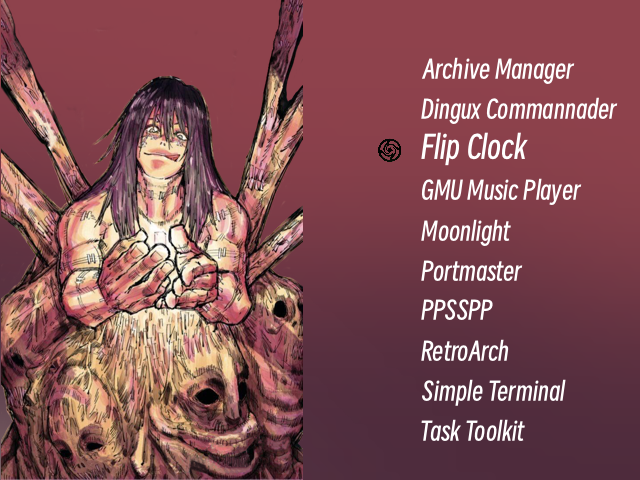 Archive Manager
Dingux Commannader
Flip Clock
GMU Music Player
Moonlight
Portmaster
PPSSPP
RetroArch
Simple Terminal
Task Toolkit